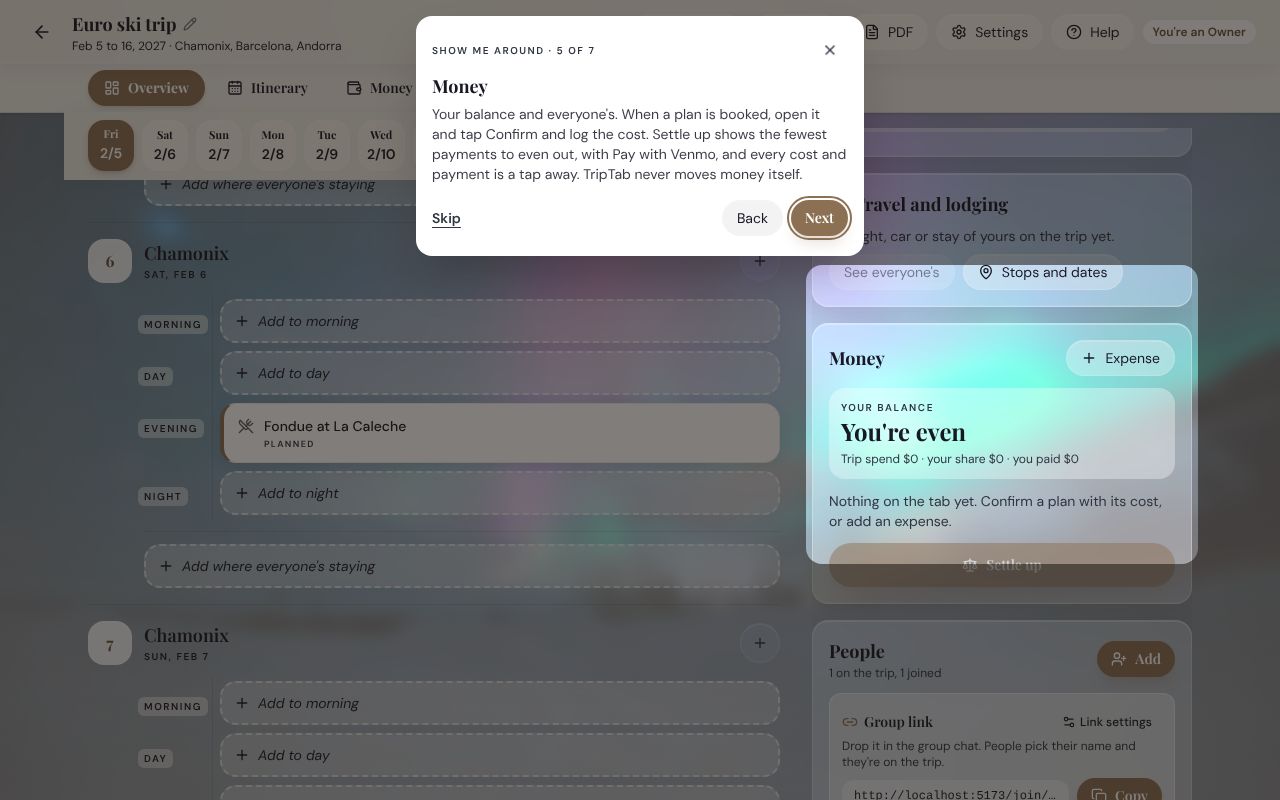 Euro ski trip
Feb 5 to 16, 2027 · Chamonix, Barcelona, Andorra
PDF
Settings
Help
You're an Owner
Overview
Itinerary
Money
Fri
2/5
Sat
2/6
Sun
2/7
Mon
2/8
Tue
2/9
Wed
2/10
SHOW ME AROUND · 5 OF 7
Money
Your balance and everyone's. When a plan is booked, open it
and tap Confirm and log the cost. Settle up shows the fewest
payments to even out, with Pay with Venmo, and every cost and
payment is a tap away. TripTab never moves money itself.
Skip
Back
Next
Add where everyone's staying
6
Chamonix
SAT, FEB 6
MORNING
Add to morning
DAY
Add to day
EVENING
Fondue at La Caleche
PLANNED
NIGHT
Add to night
Add where everyone's staying
7
Chamonix
SUN, FEB 7
MORNING
Add to morning
DAY
Add to day
and lodging
car or stay of yours on the trip yet.
See everyone's
Stops and dates
Money
Expense
YOUR BALANCE
You're even
Trip spend $0 · your share $0 · you paid $0
Nothing on the tab yet. Confirm a plan with its cost,
or add an expense.
Settle up
People
1 on the trip, 1 joined
Add
Group link
Link settings
Drop it in the group chat. People pick their name and
they're on the trip.
http://localhost:5173/join/…
Copy